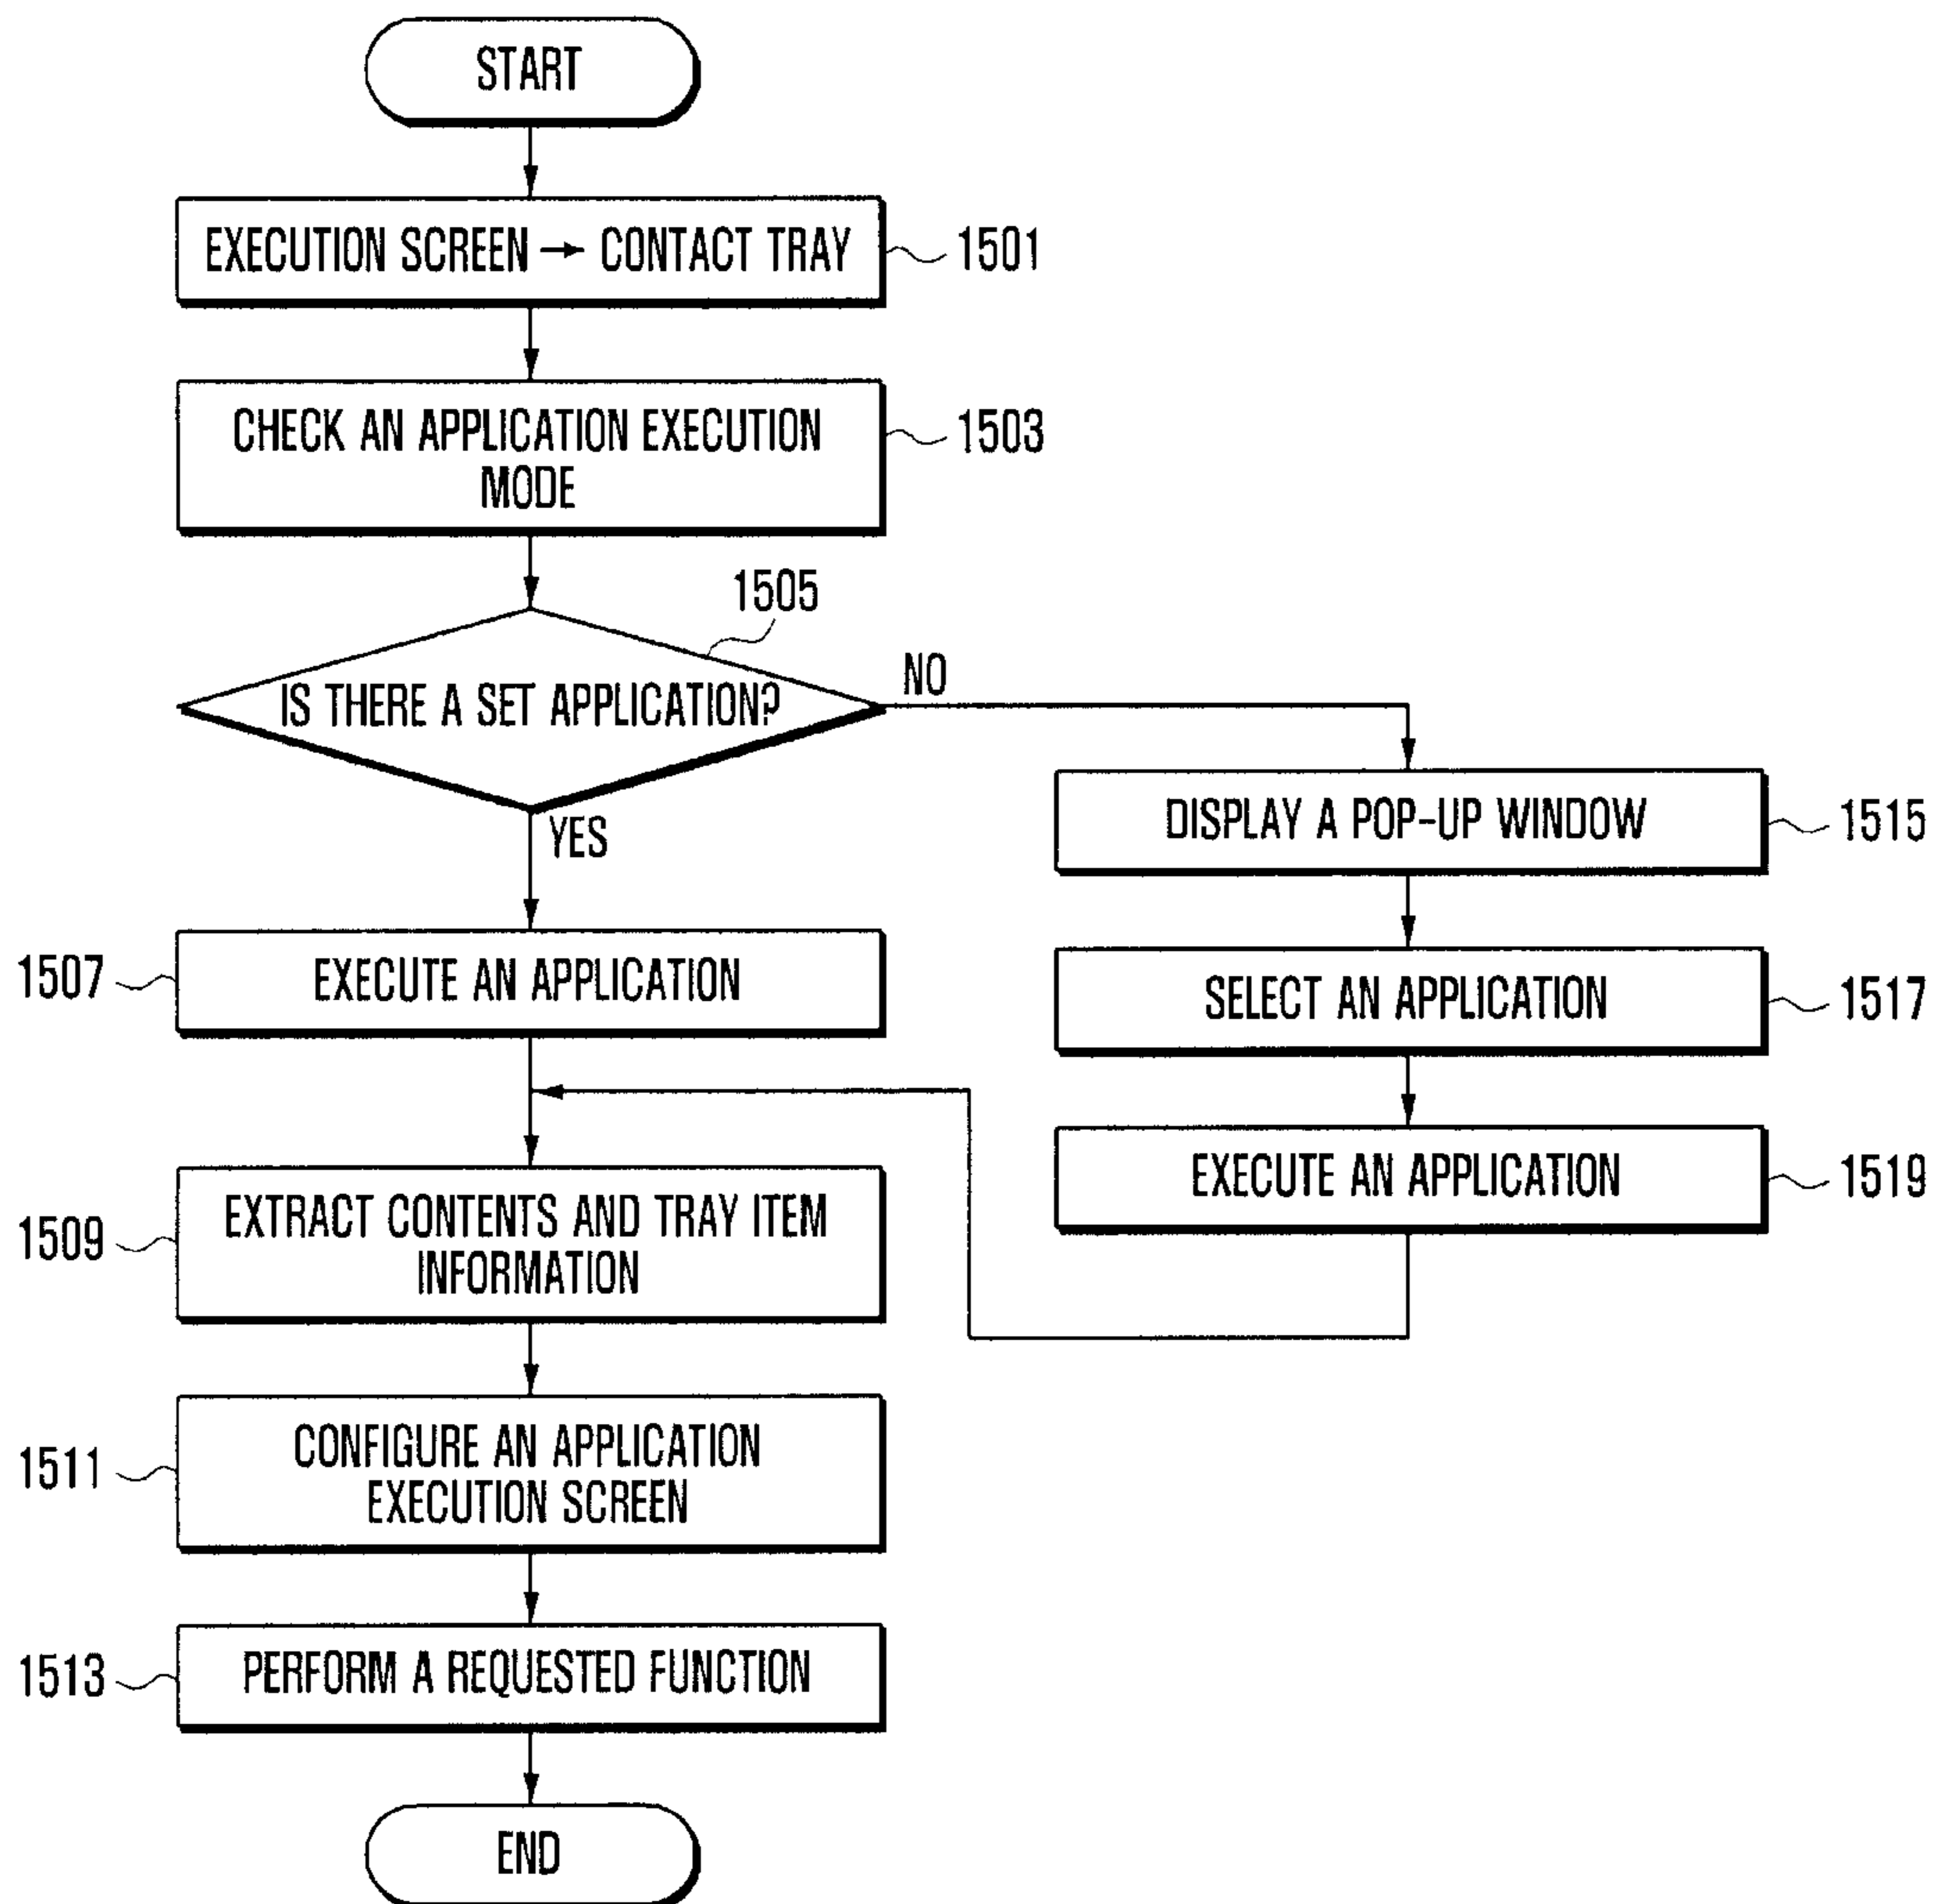 START
EXECUTION SCREEN → CONTACT TRAY
1501
CHECK AN APPLICATION EXECUTION
MODE
1503
1505
IS THERE A SET APPLICATION?
NO
YES
DISPLAY A POP-UP WINDOW
1515
1507
EXECUTE AN APPLICATION
SELECT AN APPLICATION
1517
EXECUTE AN APPLICATION
1519
1509
EXTRACT CONTENTS AND TRAY ITEM
INFORMATION
1511
CONFIGURE AN APPLICATION
EXECUTION SCREEN
1513
PERFORM A REQUESTED FUNCTION
END